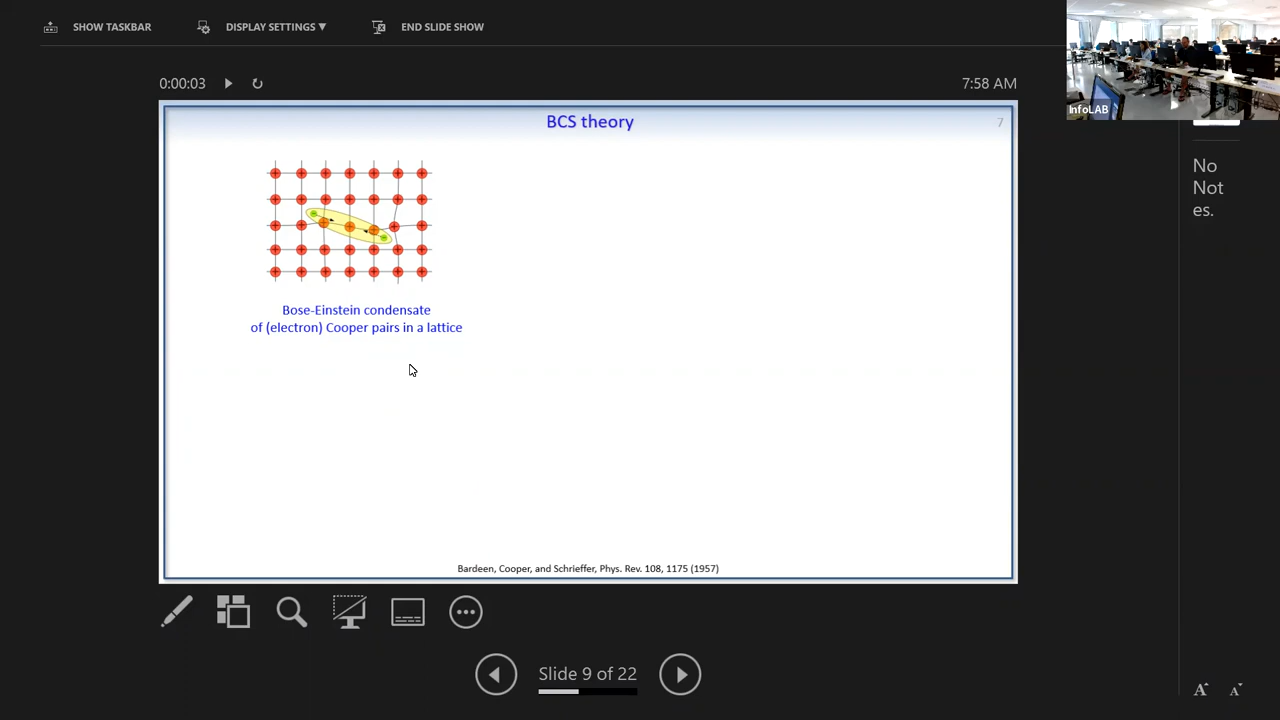 SHOW TASKBAR
DISPLAY SETTINGS ▼
END SLIDE SHOW
InfoLAB
0:00:03
7:58 AM
BCS theory
7
Bose-Einstein condensate
of (electron) Cooper pairs in a lattice
Bardeen, Cooper, and Schrieffer, Phys. Rev. 108, 1175 (1957)
No
Not
es.
Slide 9 of 22
A
A